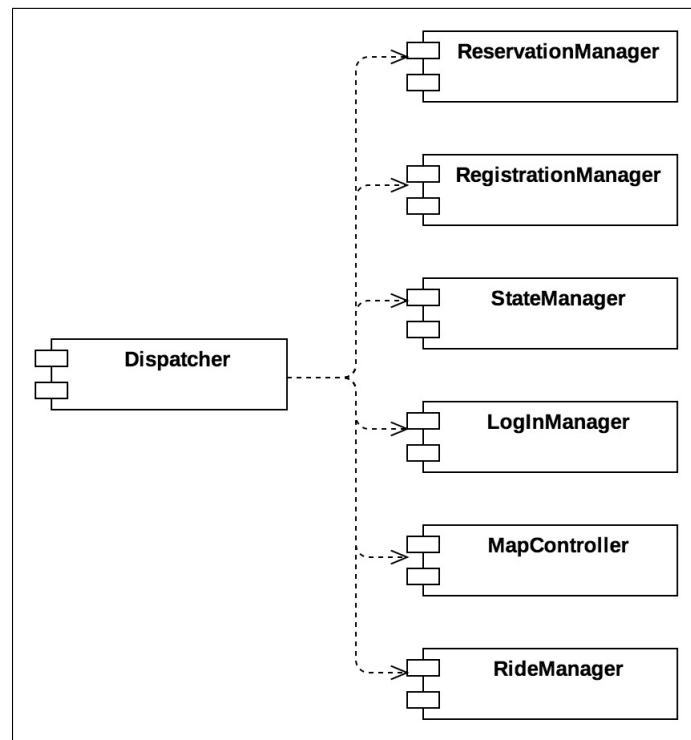 ReservationManager
RegistrationManager
StateManager
Dispatcher
LogInManager
MapController
RideManager